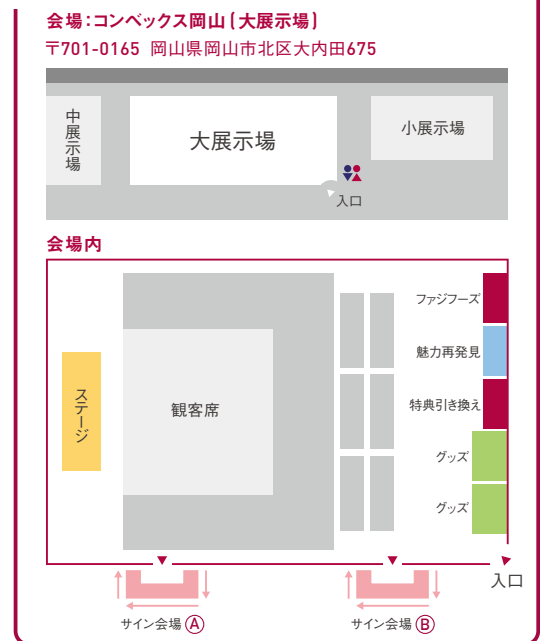 会場：コンベックス岡山〔大展示場〕
〒701-0165 岡山県岡山市北区大内田675
中展示場
大展示場
小展示場
入口
会場内
ステージ
観客席
ファジフーズ
魅力再発見
特典引き換え
グッズ
グッズ
入口
サイン会場Ⓐ
サイン会場Ⓑ